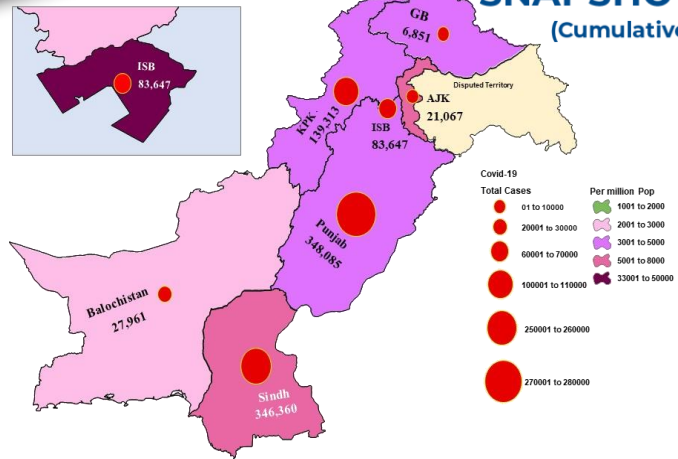 SNAPSHO
(Cumulative
ISB
83,647
GB
6,851
Disputed Territory
KPK
139,313
AJK
21,067
ISB
83,647
Punjab
348,085
Balochistan
27,961
Sindh
346,360
Covid-19
Total Cases
01 to 10000
20001 to 30000
60001 to 70000
100001 to 110000
250001 to 260000
270001 to 280000
Per million Pop
1001 to 2000
2001 to 3000
3001 to 5000
5001 to 8000
33001 to 50000